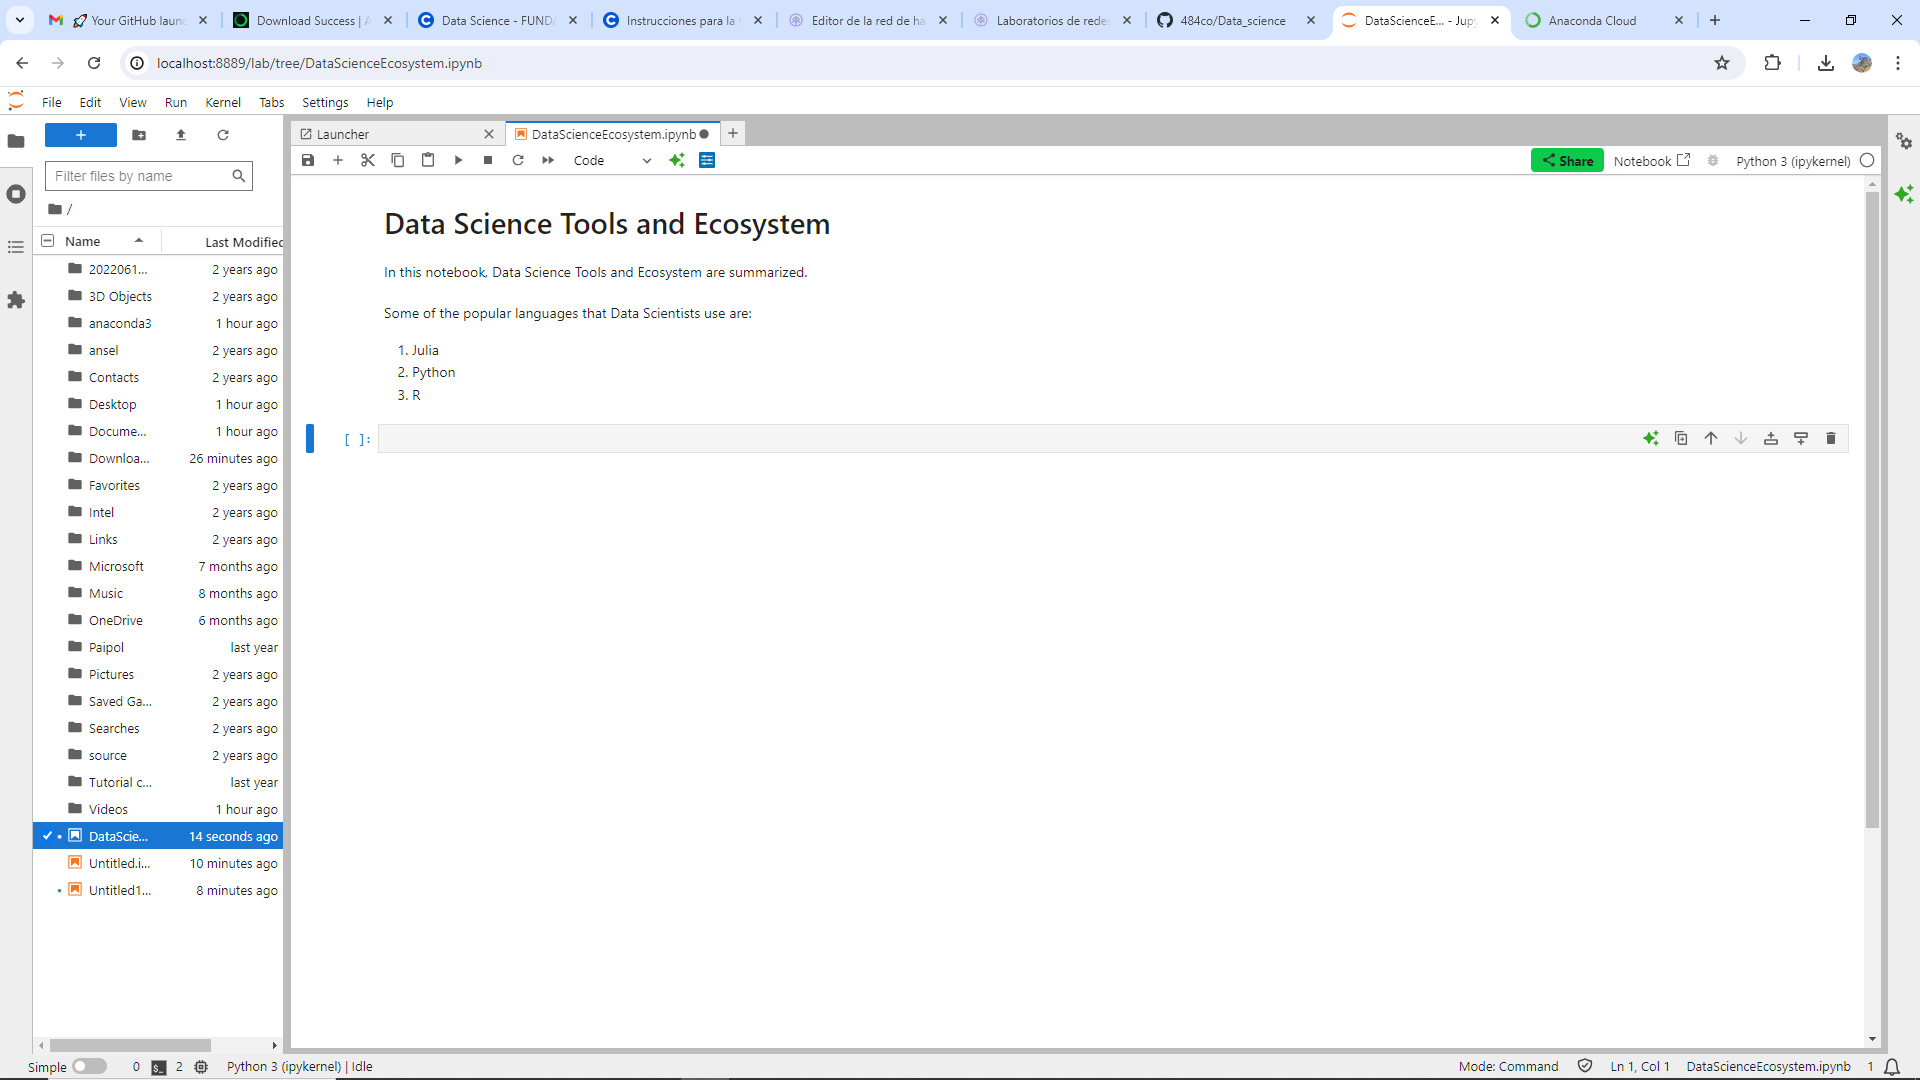 Your GitHub laun
Download Success | A
Data Science - FUND
Instrucciones para la t
Editor de la red de ha
Laboratorios de redes
484co/Data_science
DataScienceE... - Jupy
Anaconda Cloud
localhost:8889/lab/tree/DataScienceEcosystem.ipynb
File Edit View Run Kernel Tabs Settings Help
Launcher
DataScienceEcosystem.ipynb
Code
Share
Notebook
Python 3 (ipykernel)
Filter files by name
/
Name Last Modified
2022061... 2 years ago
3D Objects 2 years ago
anaconda3 1 hour ago
ansel 2 years ago
Contacts 2 years ago
Desktop 1 hour ago
Docume... 1 hour ago
Downloa... 26 minutes ago
Favorites 2 years ago
Intel 2 years ago
Links 2 years ago
Microsoft 7 months ago
Music 8 months ago
OneDrive 6 months ago
Paipol last year
Pictures 2 years ago
Saved Ga... 2 years ago
Searches 2 years ago
source 2 years ago
Tutorial c... last year
Videos 1 hour ago
DataScie... 14 seconds ago
Untitled.i... 10 minutes ago
Untitled1... 8 minutes ago
Data Science Tools and Ecosystem
In this notebook, Data Science Tools and Ecosystem are summarized.
Some of the popular languages that Data Scientists use are:
1. Julia
2. Python
3. R
[ ]:
Simple 0 2 Python 3 (ipykernel) | Idle
Mode: Command Ln 1, Col 1 DataScienceEcosystem.ipynb 1